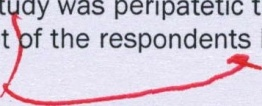 tudy was peripatetic t
t of the respondents